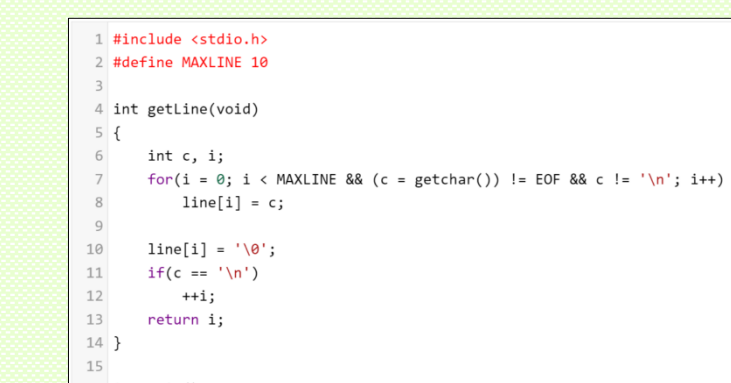 1 #include <stdio.h>
2 #define MAXLINE 10
3
4 int getLine(void)
5 {
6     int c, i;
7     for(i = 0; i < MAXLINE && (c = getchar()) != EOF && c != '\n'; i++)
8         line[i] = c;
9
10     line[i] = '\0';
11     if(c == '\n')
12         ++i;
13     return i;
14 }
15